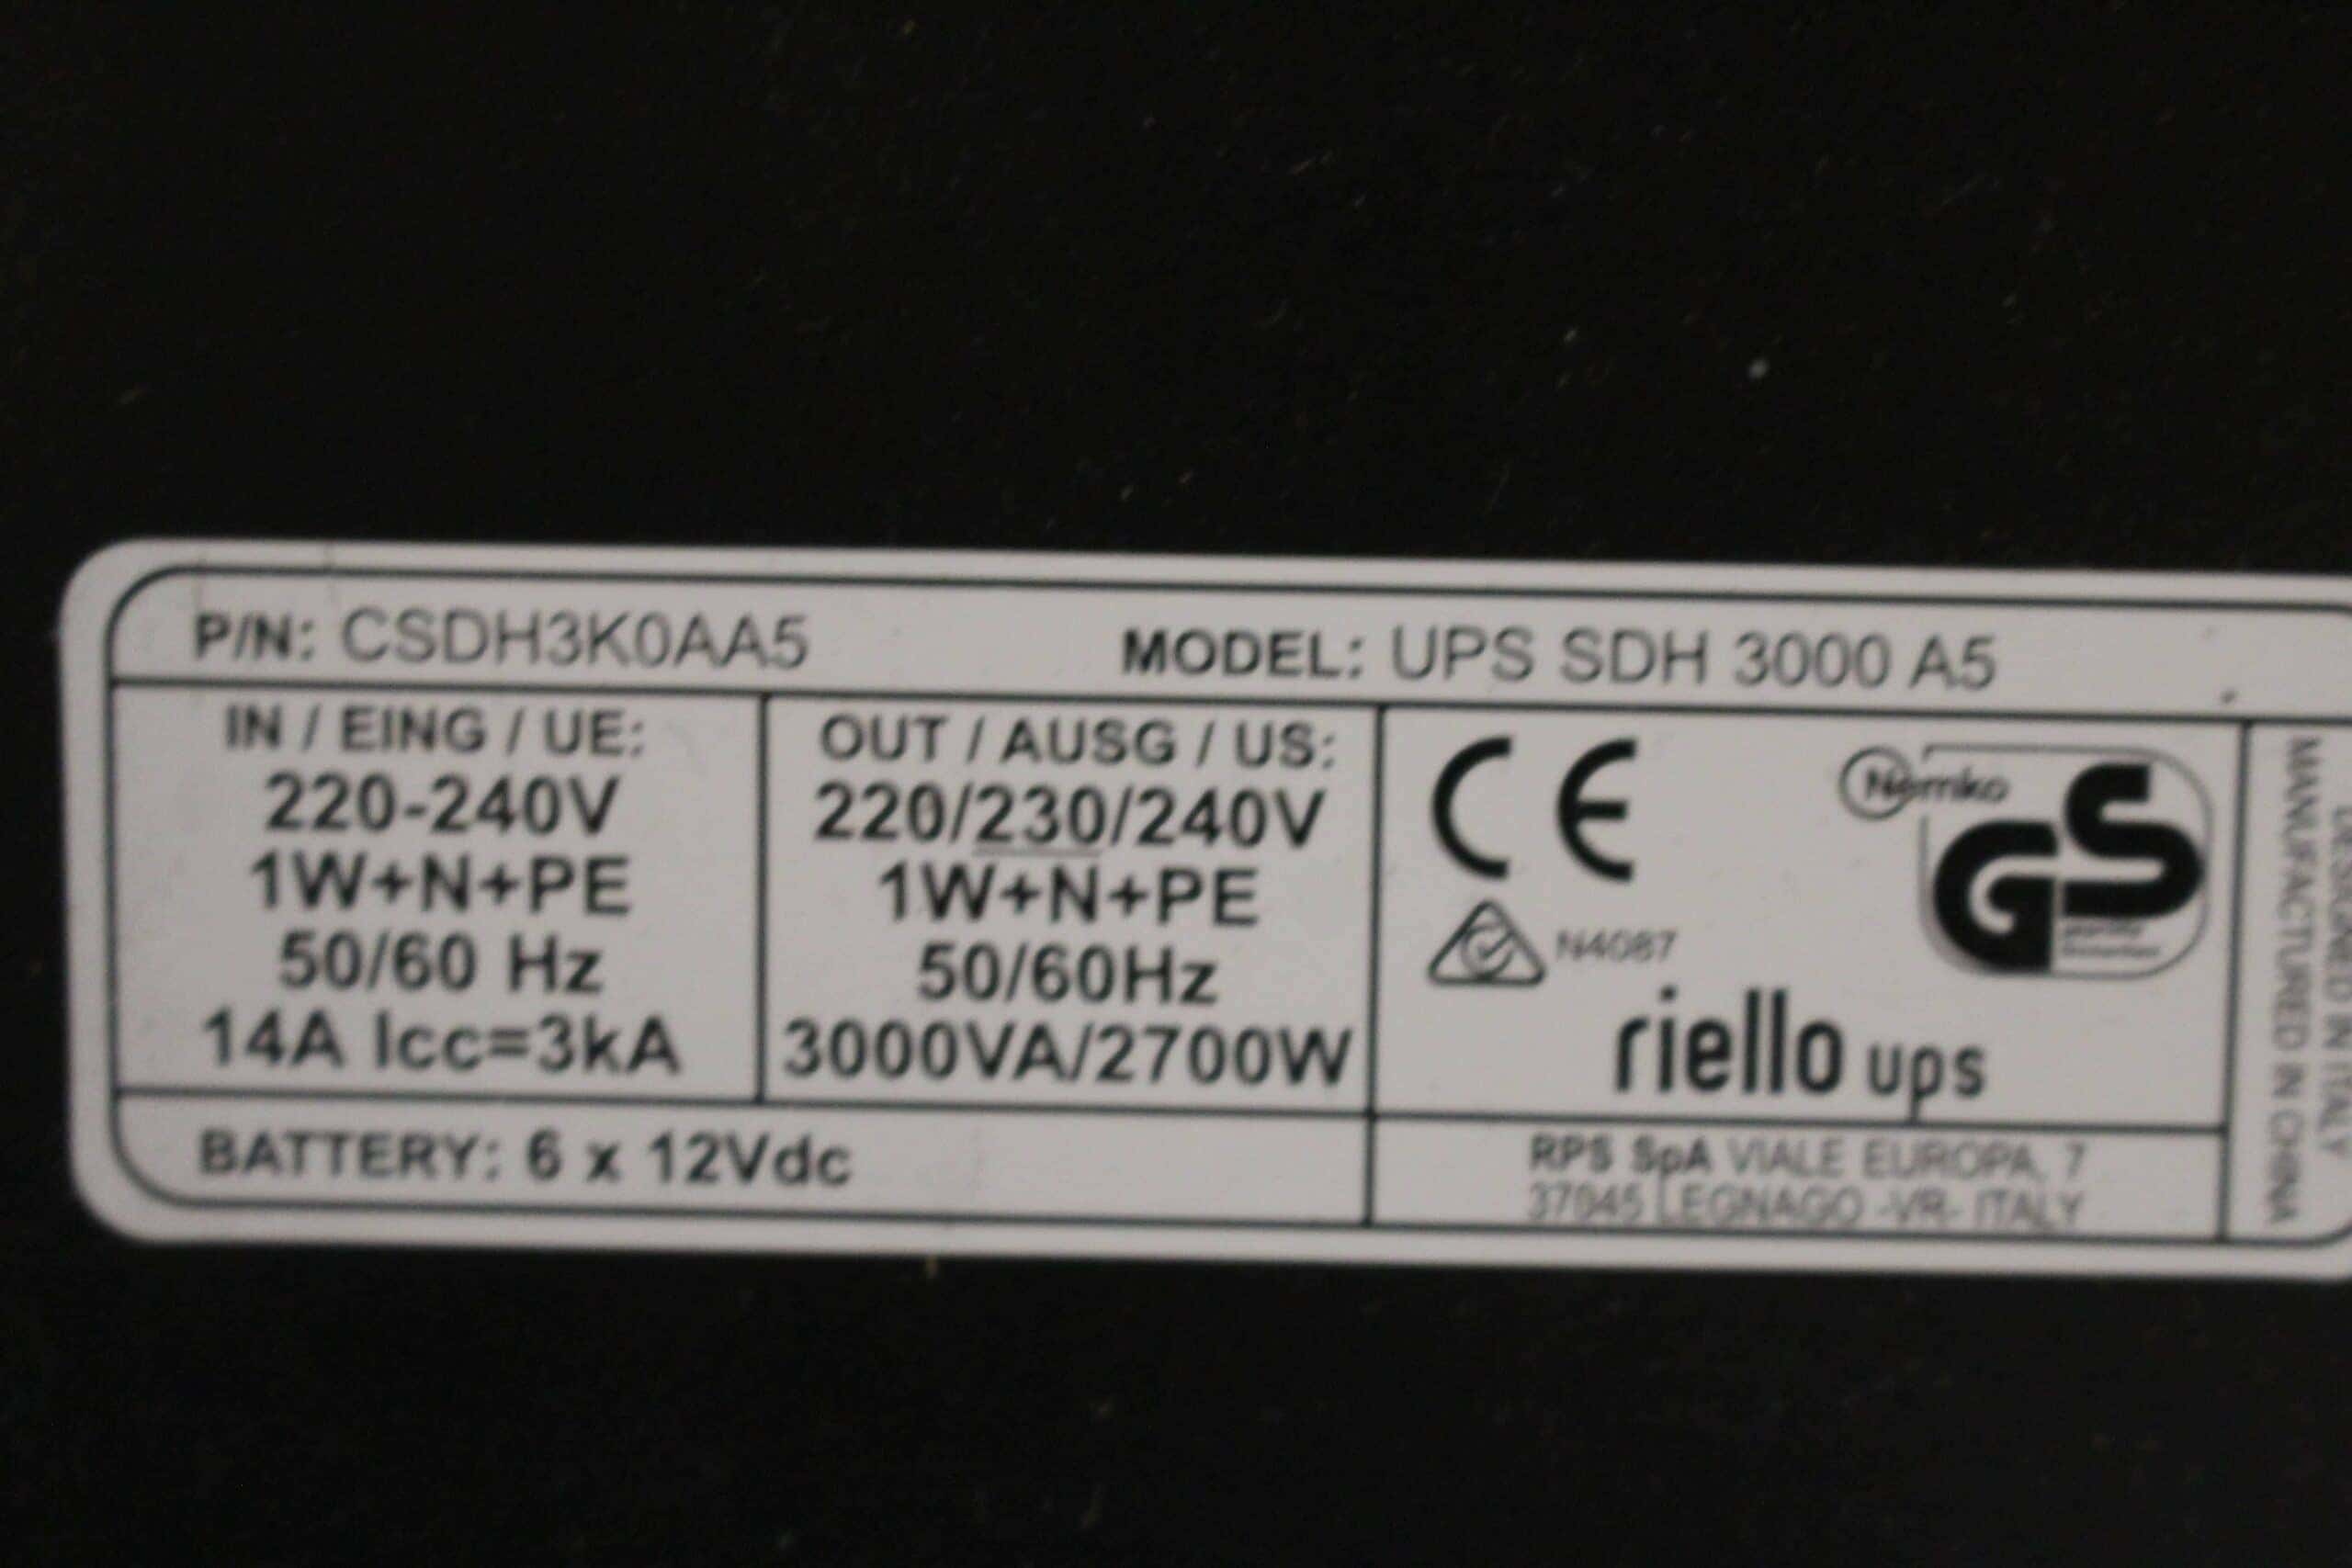 P/N: CSDH3K0AA5 MODEL: UPS SDH 3000 A5
IN / EING / UE:
220-240V
1W+N+PE
50/60 Hz
14A Icc=3kA
OUT / AUSG / US:
220/230/240V
1W+N+PE
50/60Hz
3000VA/2700W
CE
Nemko
GS
N4087
riello ups
BATTERY: 6 x 12Vdc
RPS SpA VIALE EUROPA, 7
37045 LEGNAGO -VR- ITALY
DESIGNED IN ITALY
MANUFACTURED IN CHINA